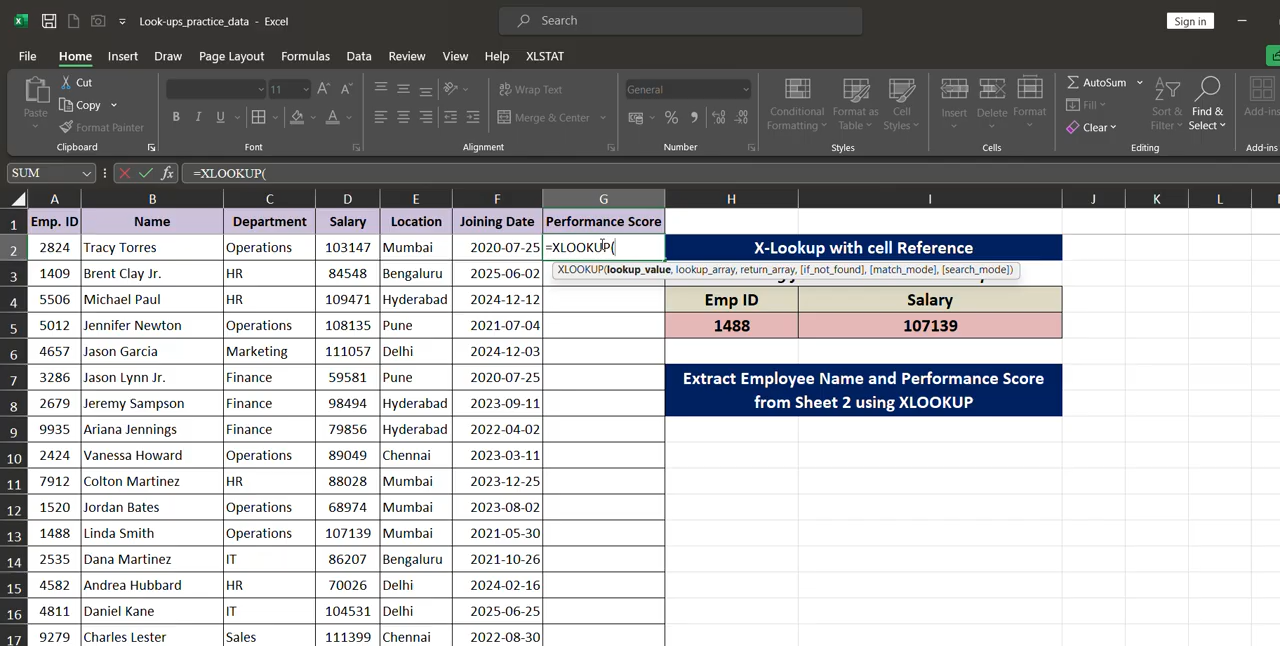 Look-ups_practice_data - Excel
Search
Sign in
File Home Insert Draw Page Layout Formulas Data Review View Help XLSTAT
Paste
Cut
Copy
Format Painter
Clipboard
11
B I U
Font
Wrap Text
Merge & Center
Alignment
General
Number
Conditional Formatting
Format as Table
Cell Styles
Styles
Insert Delete Format
Cells
AutoSum
Fill
Clear
Sort & Filter
Find & Select
Editing
Add-ins
Add-ins
SUM fx =XLOOKUP(
A B C D E F G H I J K L
1 Emp. ID Name Department Salary Location Joining Date Performance Score
2 2824 Tracy Torres Operations 103147 Mumbai 2020-07-25 =XLOOKUP( X-Lookup with cell Reference
XLOOKUP(lookup_value, lookup_array, return_array, [if_not_found], [match_mode], [search_mode])
3 1409 Brent Clay Jr. HR 84548 Bengaluru 2025-06-02
4 5506 Michael Paul HR 109471 Hyderabad 2024-12-12 Emp ID Salary
5 5012 Jennifer Newton Operations 108135 Pune 2021-07-04 1488 107139
6 4657 Jason Garcia Marketing 111057 Delhi 2024-12-03
7 3286 Jason Lynn Jr. Finance 59581 Pune 2020-07-25 Extract Employee Name and Performance Score
8 2679 Jeremy Sampson Finance 98494 Hyderabad 2023-09-11 from Sheet 2 using XLOOKUP
9 9935 Ariana Jennings Finance 79856 Hyderabad 2022-04-02
10 2424 Vanessa Howard Operations 89049 Chennai 2023-03-11
11 7912 Colton Martinez HR 88028 Mumbai 2023-12-25
12 1520 Jordan Bates Operations 68974 Mumbai 2023-08-02
13 1488 Linda Smith Operations 107139 Mumbai 2021-05-30
14 2535 Dana Martinez IT 86207 Bengaluru 2021-10-26
15 4582 Andrea Hubbard HR 70026 Delhi 2024-02-16
16 4811 Daniel Kane IT 104531 Delhi 2025-06-25
17 9279 Charles Lester Sales 111399 Chennai 2022-08-30